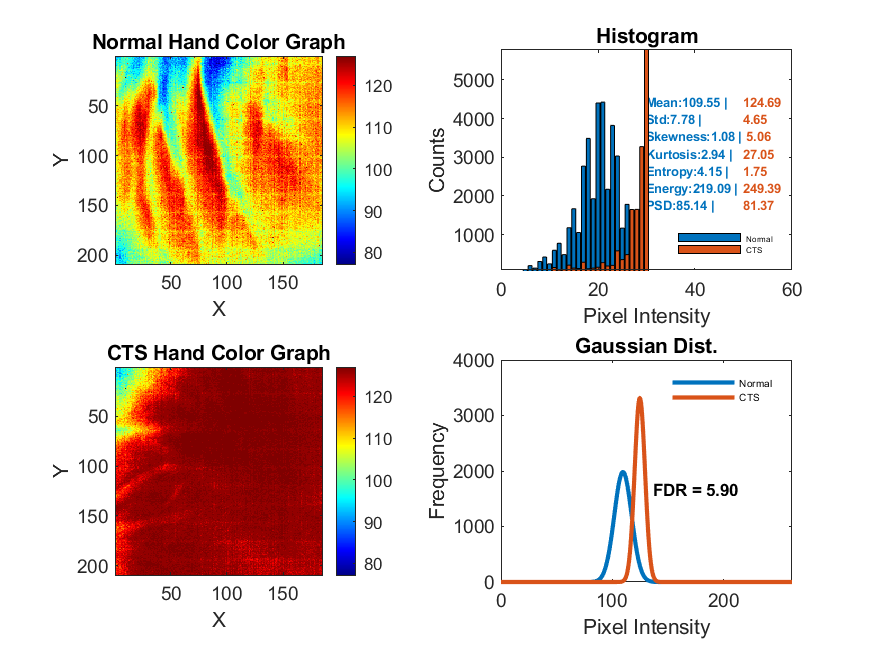 Normal Hand Color Graph
50
100
150
200
50 100 150
X
Y
120
110
100
90
80
Histogram
5000
4000
3000
2000
1000
0 20 40 60
Pixel Intensity
Counts
Mean:109.55 | 124.69
Std:7.78 | 4.65
Skewness:1.08 | 5.06
Kurtosis:2.94 | 27.05
Entropy:4.15 | 1.75
Energy:219.09 | 249.39
PSD:85.14 | 81.37
Normal
CTS
CTS Hand Color Graph
50
100
150
200
50 100 150
X
Y
120
110
100
90
80
Gaussian Dist.
4000
3000
2000
1000
0
0 100 200
Pixel Intensity
Frequency
Normal
CTS
FDR = 5.90